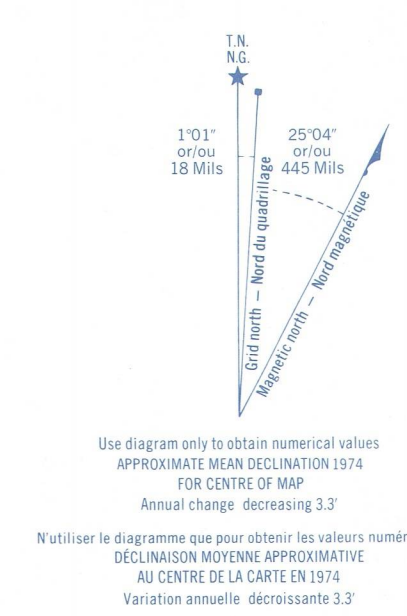 T.N.
N.G.
1°01"
or/ou
18 Mils
25°04"
or/ou
445 Mils
Grid north — Nord du quadrillage
Magnetic north — Nord magnétique
Use diagram only to obtain numerical values
APPROXIMATE MEAN DECLINATION 1974
FOR CENTRE OF MAP
Annual change decreasing 3.3'
N'utiliser le diagramme que pour obtenir les valeurs numér
DÉCLINAISON MOYENNE APPROXIMATIVE
AU CENTRE DE LA CARTE EN 1974
Variation annuelle décroissante 3.3'